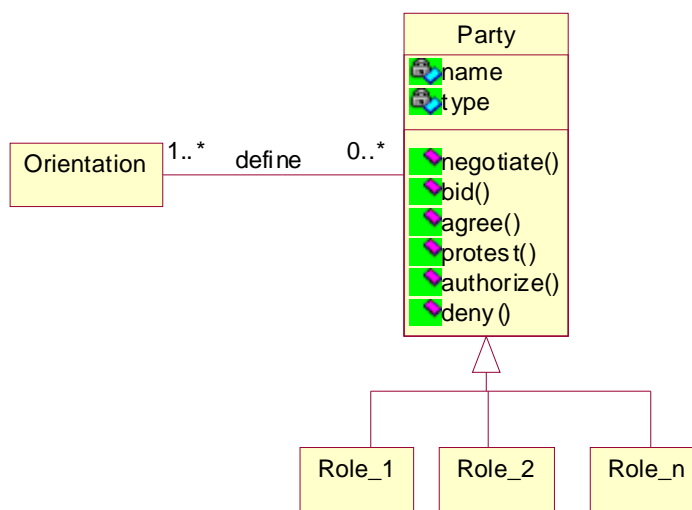 Party
name
type
1..* define 0..*
Orientation
negotiate()
bid()
agree()
protest()
authorize()
deny()
Role_1 Role_2 Role_n